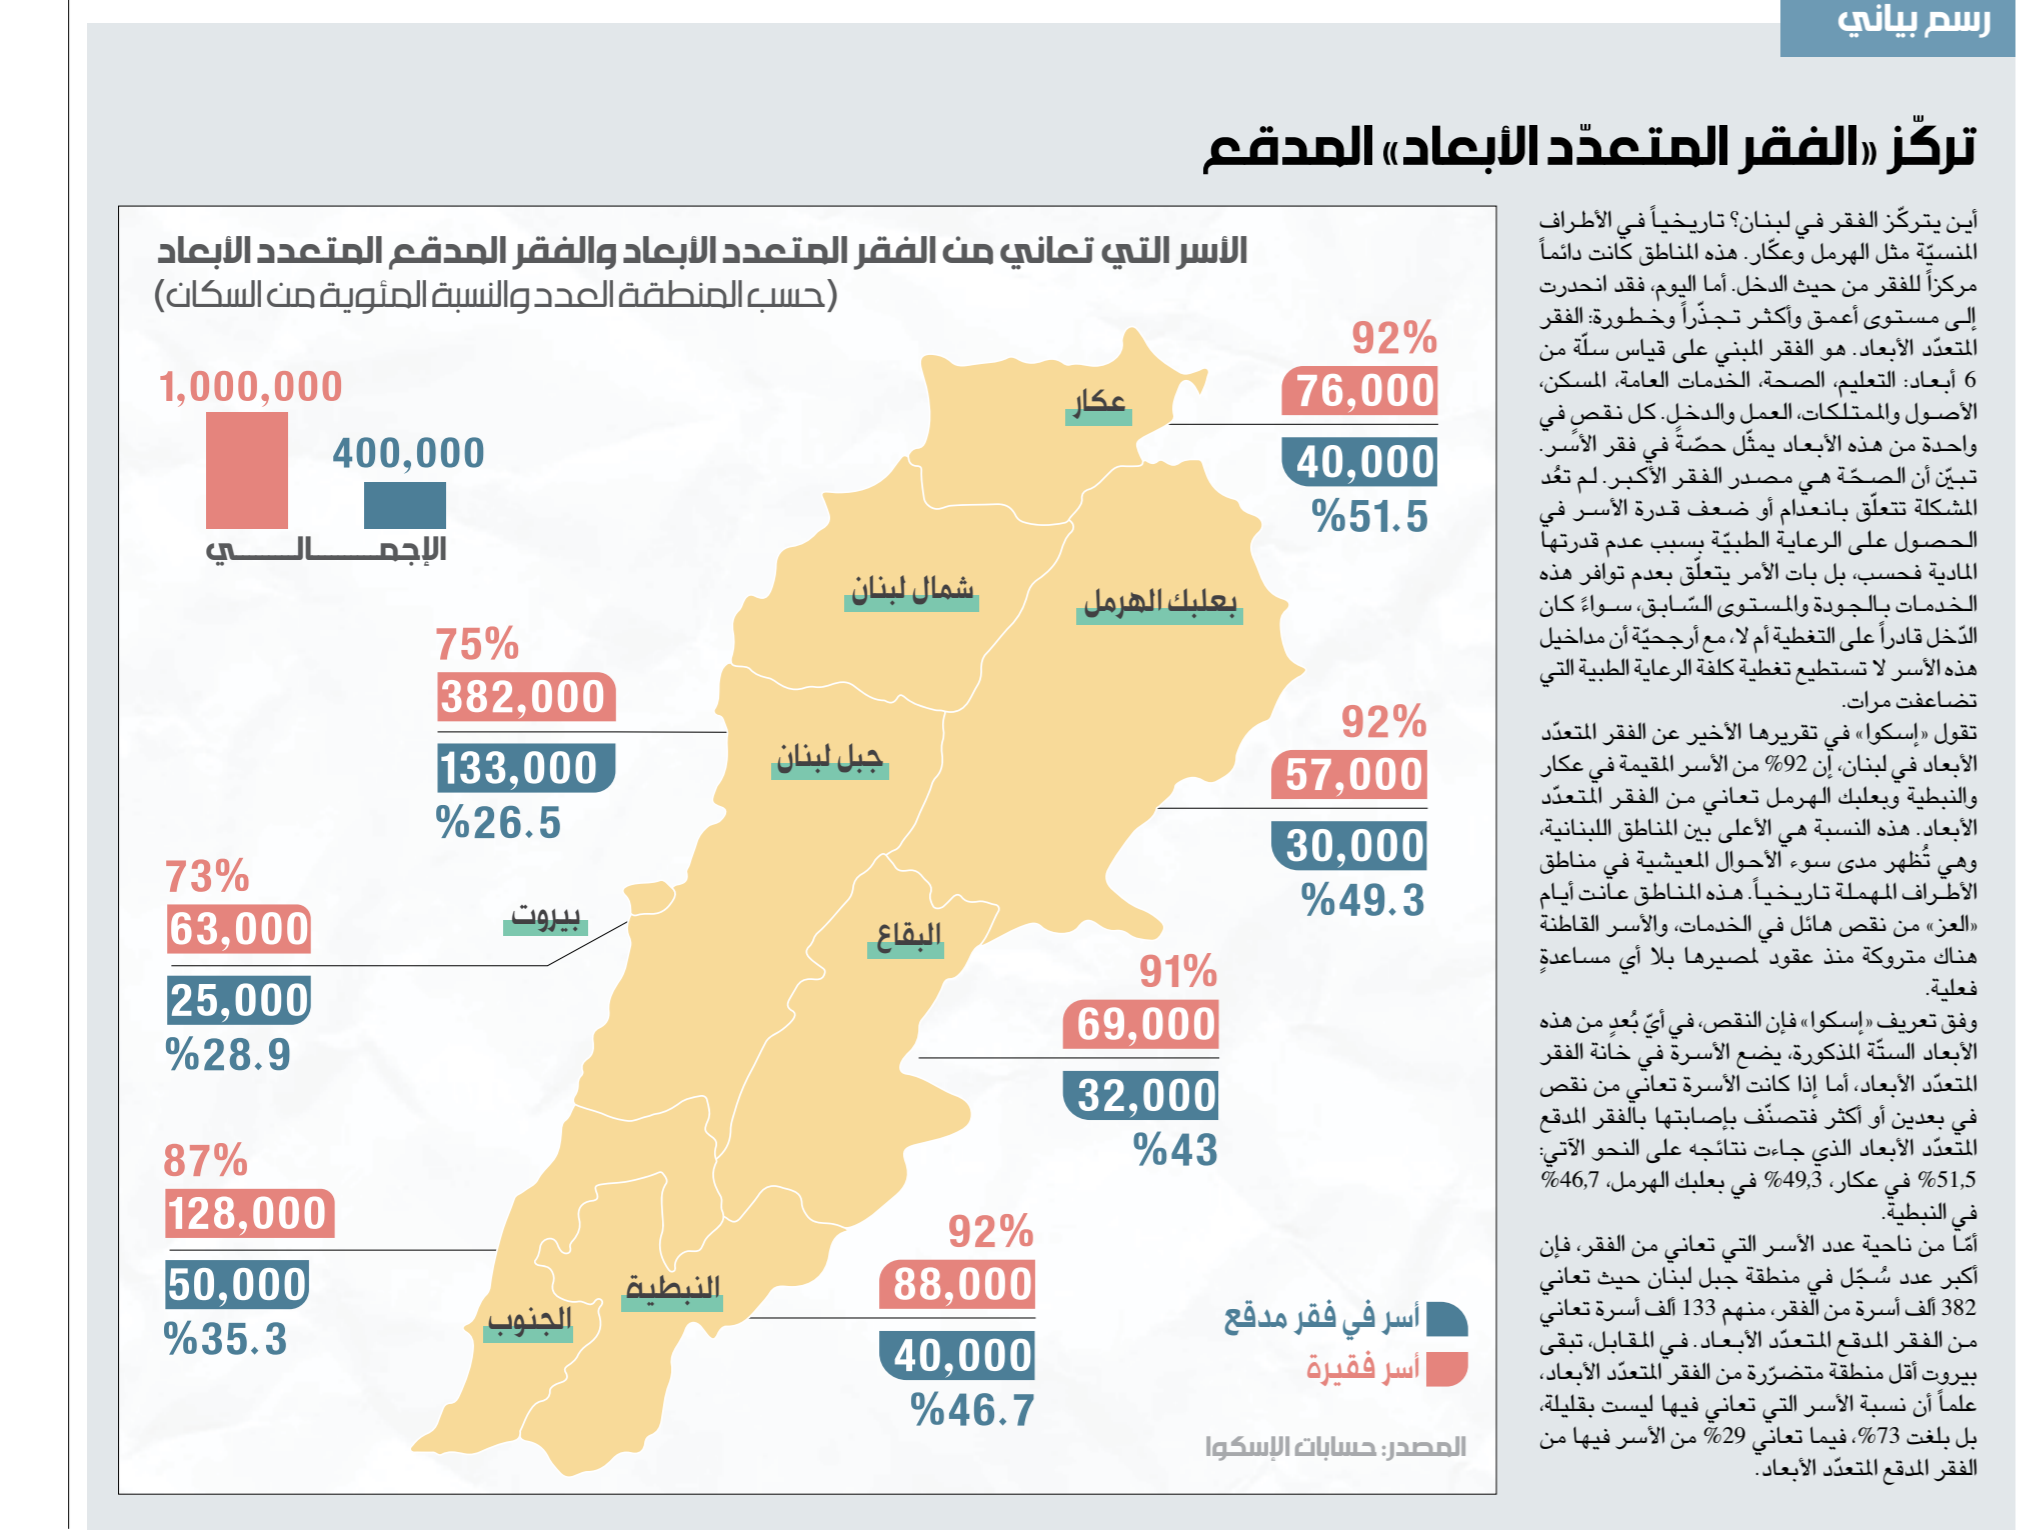 رسم بياني
تركّز «الفقر المتعدّد الأبعاد» المدقع
أين يتركّز الفقر في لبنان؟ تاريخياً في الأطراف
المنسيّة مثل الهرمل وعكّار. هذه المناطق كانت دائماً
مركزاً للفقر من حيث الدخل. أما اليوم، فقد انحدرت
إلى مستوى أعمق وأكثر تجذّراً وخطورة: الفقر
المتعدّد الأبعاد. هو الفقر المبني على قياس سلّة من
6 أبعاد: التعليم، الصحة، الخدمات العامة، المسكن،
الأصول والممتلكات، العمل والدخل. كل نقصٍ في
واحدة من هذه الأبعاد يمثّل حصّةً في فقر الأسر.
تبيّن أن الصحّة هي مصدر الفقر الأكبر. لم تعُد
المشكلة تتعلّق بانعدام أو ضعف قدرة الأسر في
الحصول على الرعاية الطبيّة بسبب عدم قدرتها
المادية فحسب، بل بات الأمر يتعلّق بعدم توافر هذه
الخدمات بالجودة والمستوى السّابق، سواءً كان
الدّخل قادراً على التغطية أم لا، مع أرجحيّة أن مداخيل
هذه الأسر لا تستطيع تغطية كلفة الرعاية الطبية التي
تضاعفت مرات.
تقول «إسكوا» في تقريرها الأخير عن الفقر المتعدّد
الأبعاد في لبنان، إن 92% من الأسر المقيمة في عكار
والنبطية وبعلبك الهرمل تعاني من الفقر المتعدّد
الأبعاد. هذه النسبة هي الأعلى بين المناطق اللبنانية،
وهي تُظهر مدى سوء الأحوال المعيشية في مناطق
الأطراف المهملة تاريخياً. هذه المناطق عانت أيام
«العز» من نقص هائل في الخدمات، والأسر القاطنة
هناك متروكة منذ عقود لمصيرها بلا أي مساعدةٍ
فعلية.
وفق تعريف «إسكوا» فإن النقص، في أيّ بُعدٍ من هذه
الأبعاد الستّة المذكورة، يضع الأسرة في خانة الفقر
المتعدّد الأبعاد، أما إذا كانت الأسرة تعاني من نقص
في بعدين أو أكثر فتصنّف بإصابتها بالفقر المدقع
المتعدّد الأبعاد الذي جاءت نتائجه على النحو الآتي:
51,5% في عكار، 49,3% في بعلبك الهرمل، 46,7%
في النبطية.
أمّا من ناحية عدد الأسر التي تعاني من الفقر، فإن
أكبر عدد سُجّل في منطقة جبل لبنان حيث تعاني
382 ألف أسرة من الفقر، منهم 133 ألف أسرة تعاني
من الفقر المدقع المتعدّد الأبعاد. في المقابل، تبقى
بيروت أقل منطقة متضرّرة من الفقر المتعدّد الأبعاد،
علماً أن نسبة الأسر التي تعاني فيها ليست بقليلة،
بل بلغت 73%، فيما تعاني 29% من الأسر فيها من
الفقر المدقع المتعدّد الأبعاد.
الأسر التي تعاني من الفقر المتعدد الأبعاد والفقر المدقع المتعدد الأبعاد
(حسب المنطقة العدد والنسبة المئوية من السكان)
1,000,000
400,000
الإجمــــالــــي
عكار
92%
76,000
40,000
%51.5
شمال لبنان
بعلبك الهرمل
92%
57,000
30,000
%49.3
جبل لبنان
75%
382,000
133,000
%26.5
بيروت
73%
63,000
25,000
%28.9
البقاع
91%
69,000
32,000
%43
الجنوب
87%
128,000
50,000
%35.3
النبطية
92%
88,000
40,000
%46.7
أسر في فقر مدقع
أسر فقيرة
المصدر: حسابات الإسكوا